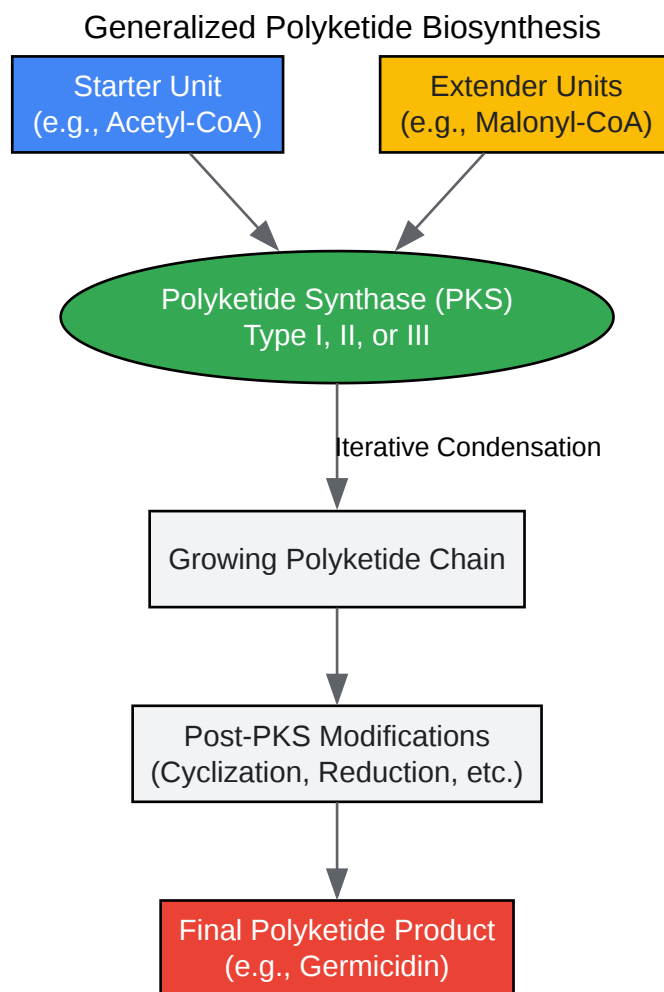 Generalized Polyketide Biosynthesis
Starter Unit
(e.g., Acetyl-CoA)
Extender Units
(e.g., Malonyl-CoA)
Polyketide Synthase (PKS)
Type I, II, or III
Iterative Condensation
Growing Polyketide Chain
Post-PKS Modifications
(Cyclization, Reduction, etc.)
Final Polyketide Product
(e.g., Germicidin)